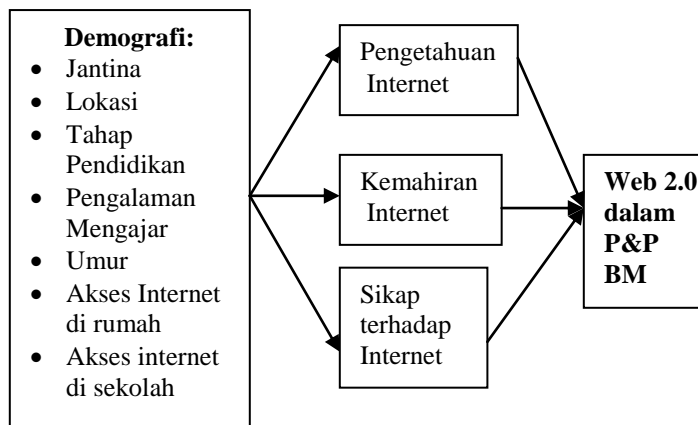 Demografi:
• Jantina
• Lokasi
• Tahap
Pendidikan
• Pengalaman
Mengajar
• Umur
• Akses Internet
di rumah
• Akses internet
di sekolah
Pengetahuan
Internet
Kemahiran
Internet
Sikap
terhadap
Internet
Web 2.0
dalam
P&P
BM